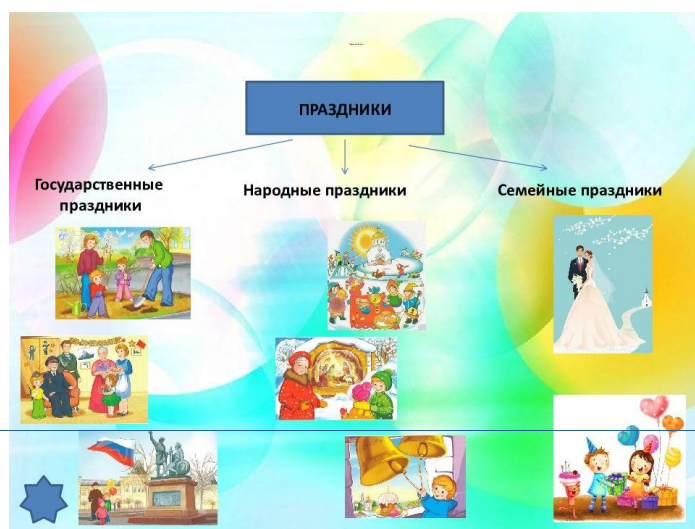 ПРАЗДНИКИ
Государственные
праздники
Народные праздники
Семейные праздники